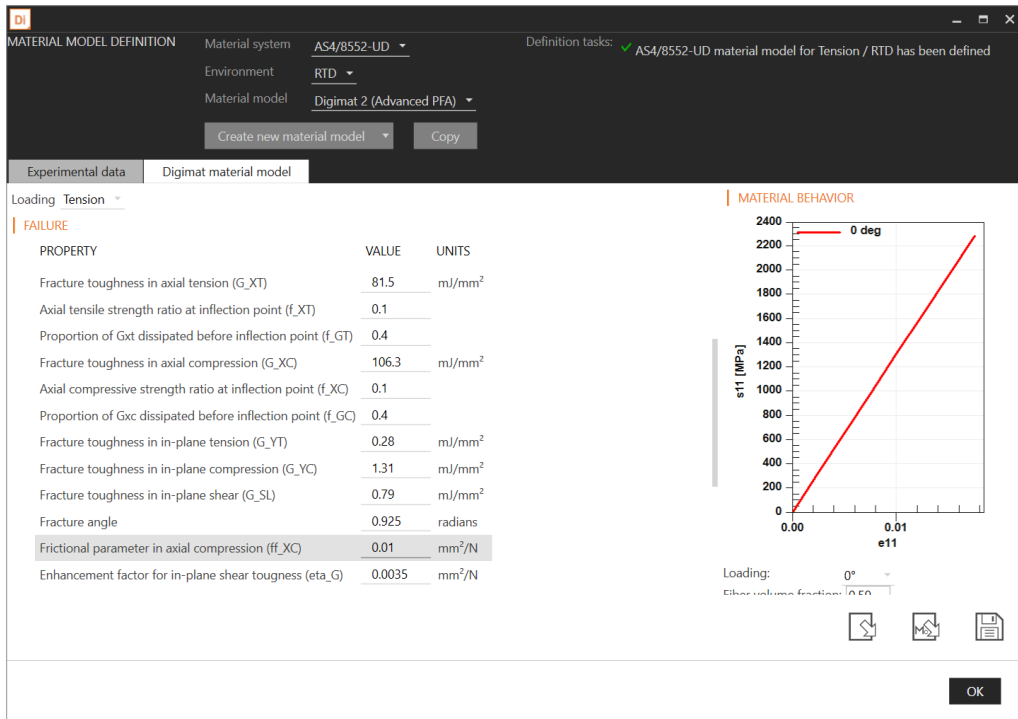 Di
MATERIAL MODEL DEFINITION
Material system AS4/8552-UD
Environment RTD
Material model Digimat 2 (Advanced PFA)
Create new material model Copy
Definition tasks: AS4/8552-UD material model for Tension / RTD has been defined
Experimental data Digimat material model
Loading Tension
FAILURE
PROPERTY VALUE UNITS
Fracture toughness in axial tension (G_XT) 81.5 mJ/mm²
Axial tensile strength ratio at inflection point (f_XT) 0.1
Proportion of Gxt dissipated before inflection point (f_GT) 0.4
Fracture toughness in axial compression (G_XC) 106.3 mJ/mm²
Axial compressive strength ratio at inflection point (f_XC) 0.1
Proportion of Gxc dissipated before inflection point (f_GC) 0.4
Fracture toughness in in-plane tension (G_YT) 0.28 mJ/mm²
Fracture toughness in in-plane compression (G_YC) 1.31 mJ/mm²
Fracture toughness in in-plane shear (G_SL) 0.79 mJ/mm²
Fracture angle 0.925 radians
Frictional parameter in axial compression (ff_XC) 0.01 mm²/N
Enhancement factor for in-plane shear tougness (eta_G) 0.0035 mm²/N
MATERIAL BEHAVIOR
0 deg
2400
2200
2000
1800
1600
1400
1200
1000
800
600
400
200
0
s11 [MPa]
0.00 0.01
e11
Loading: 0°
Fiber volume fraction: 0.59
OK